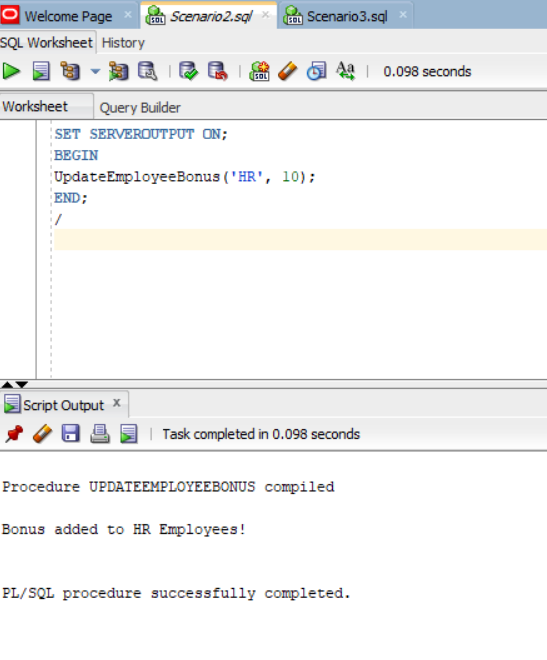 Welcome Page × Scenario2.sql × Scenario3.sql ×
SQL Worksheet History
0.098 seconds
Worksheet Query Builder
SET SERVEROUTPUT ON;
BEGIN
UpdateEmployeeBonus('HR', 10);
END;
/
Script Output x
Task completed in 0.098 seconds
Procedure UPDATEEMPLOYEEBONUS compiled
Bonus added to HR Employees!
PL/SQL procedure successfully completed.